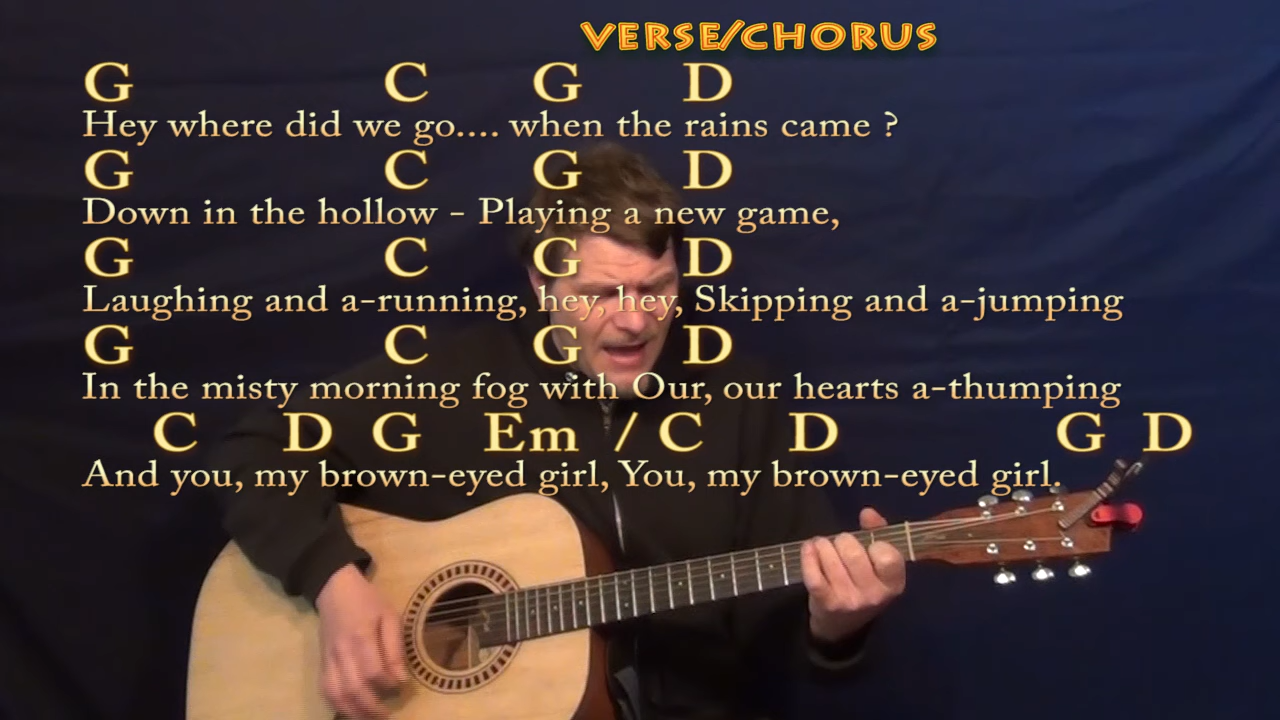 VERSE/CHORUS
G C G D
Hey where did we go.... when the rains came ?
G C G D
Down in the hollow - Playing a new game,
G C G D
Laughing and a-running, hey, hey, Skipping and a-jumping
G C G D
In the misty morning fog with Our, our hearts a-thumping
C D G Em / C D G D
And you, my brown-eyed girl, You, my brown-eyed girl.